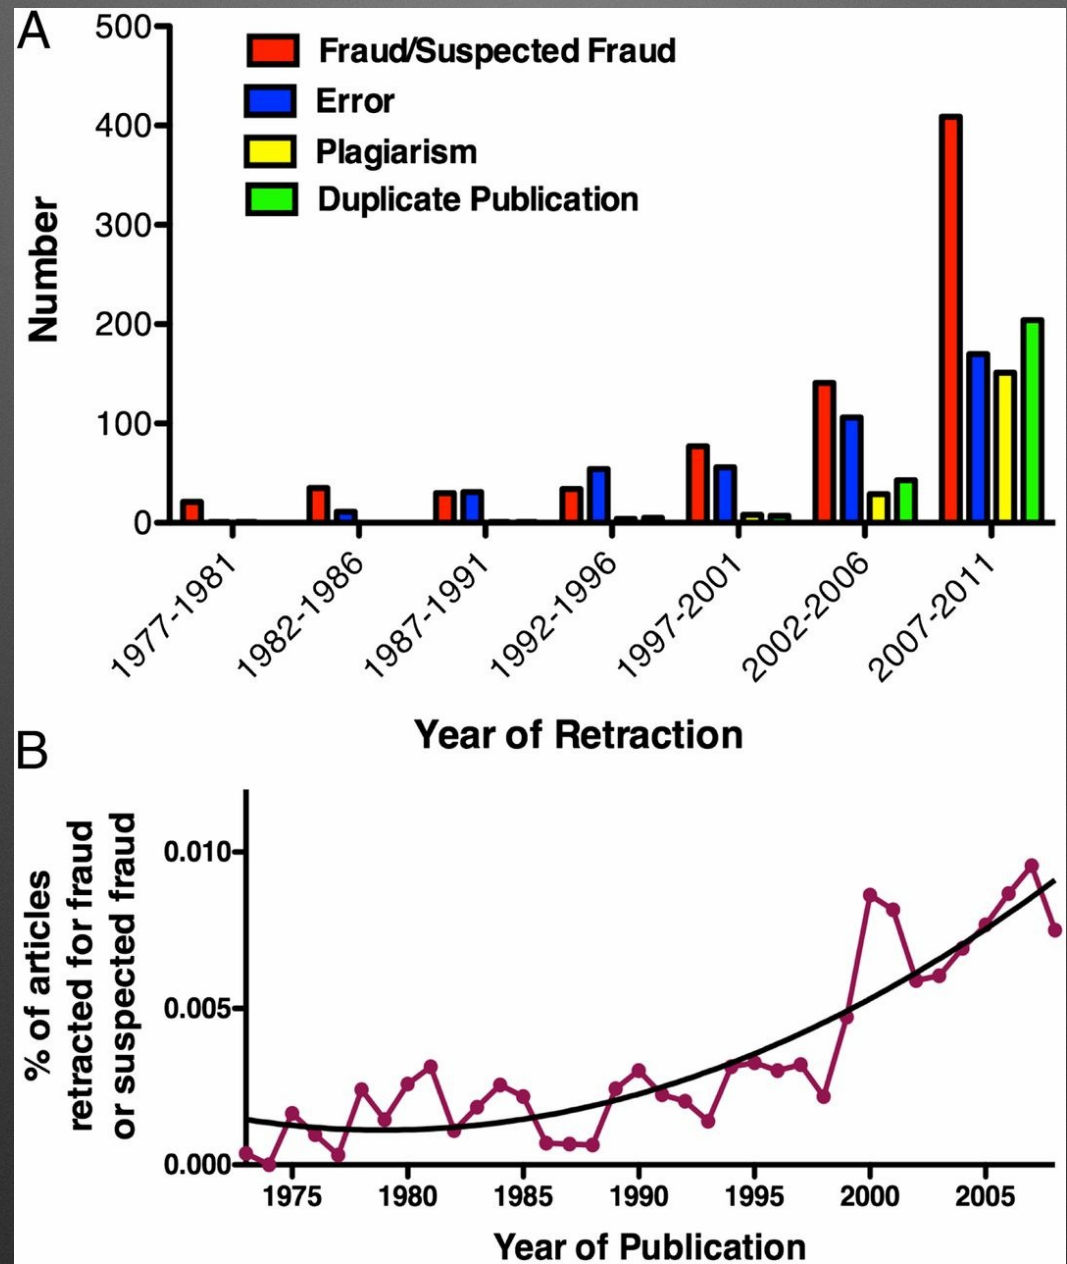 A
500
400
300
200
100
0
Number
Fraud/Suspected Fraud
Error
Plagiarism
Duplicate Publication
1977-1981
1982-1986
1987-1991
1992-1996
1997-2001
2002-2006
2007-2011
Year of Retraction
B
% of articles
retracted for fraud
or suspected fraud
0.010
0.005
0.000
1975
1980
1985
1990
1995
2000
2005
Year of Publication